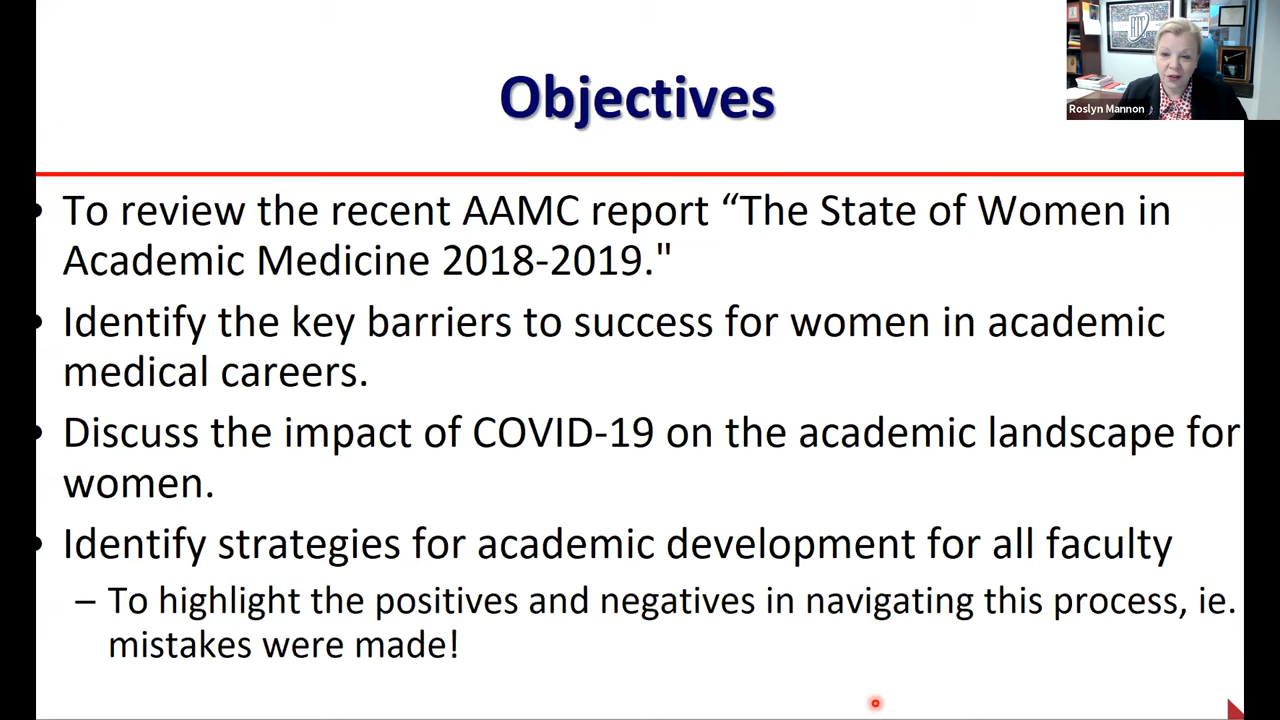 Objectives
Roslyn Mannon
• To review the recent AAMC report “The State of Women in
Academic Medicine 2018-2019."
• Identify the key barriers to success for women in academic
medical careers.
• Discuss the impact of COVID-19 on the academic landscape for
women.
• Identify strategies for academic development for all faculty
– To highlight the positives and negatives in navigating this process, ie.
mistakes were made!